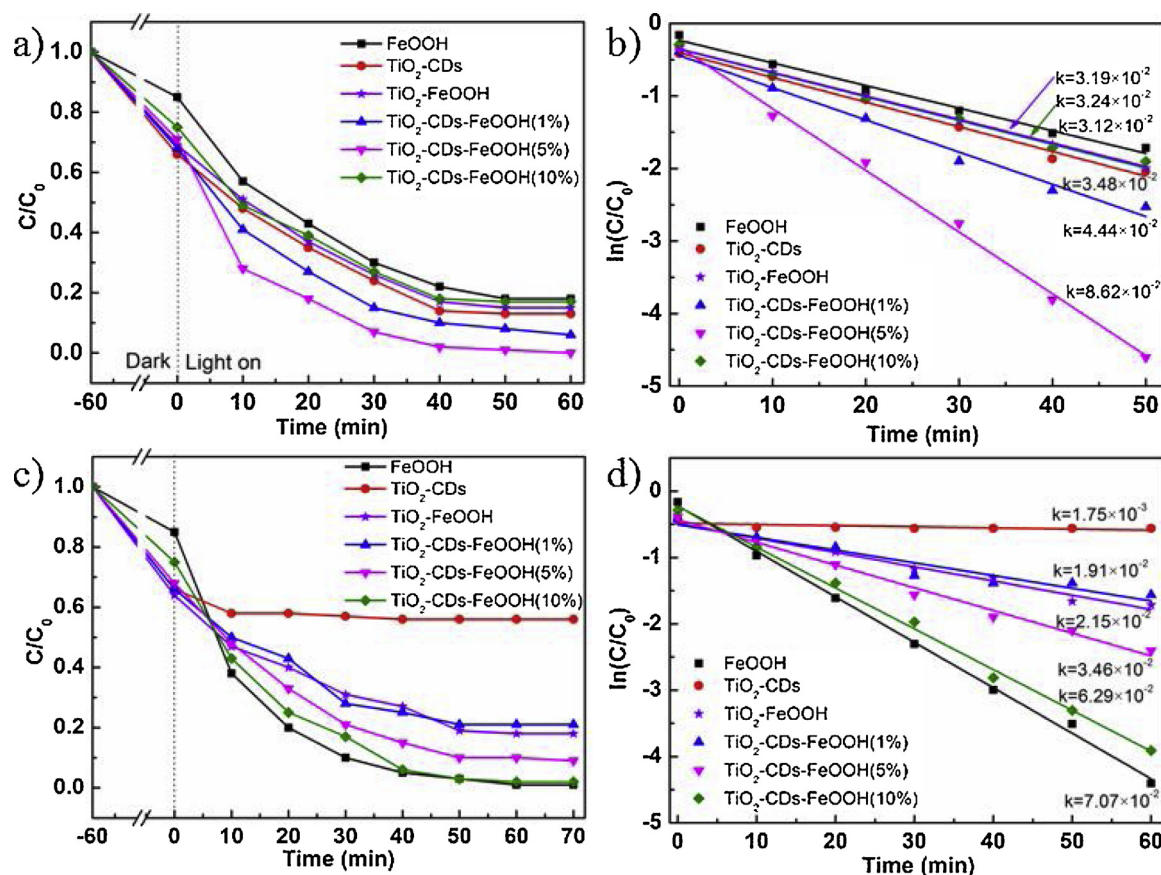 a)
C/C₀
1.0
0.8
0.6
0.4
0.2
0.0
FeOOH
TiO₂-CDs
TiO₂-FeOOH
TiO₂-CDs-FeOOH(1%)
TiO₂-CDs-FeOOH(5%)
TiO₂-CDs-FeOOH(10%)
Dark
Light on
-60 0 10 20 30 40 50 60
Time (min)
b)
ln(C/C₀)
-0
-1
-2
-3
-4
-5
k=3.19×10⁻²
k=3.24×10⁻²
k=3.12×10⁻²
k=3.48×10⁻²
k=4.44×10⁻²
k=8.62×10⁻²
FeOOH
TiO₂-CDs
TiO₂-FeOOH
TiO₂-CDs-FeOOH(1%)
TiO₂-CDs-FeOOH(5%)
TiO₂-CDs-FeOOH(10%)
0 10 20 30 40 50
Time (min)
c)
C/C₀
1.0
0.8
0.6
0.4
0.2
0.0
FeOOH
TiO₂-CDs
TiO₂-FeOOH
TiO₂-CDs-FeOOH(1%)
TiO₂-CDs-FeOOH(5%)
TiO₂-CDs-FeOOH(10%)
-60 0 10 20 30 40 50 60 70
Time (min)
d)
ln(C/C₀)
-0
-1
-2
-3
-4
-5
k=1.75×10⁻³
k=1.91×10⁻²
k=2.15×10⁻²
k=3.46×10⁻²
k=6.29×10⁻²
k=7.07×10⁻²
FeOOH
TiO₂-CDs
TiO₂-FeOOH
TiO₂-CDs-FeOOH(1%)
TiO₂-CDs-FeOOH(5%)
TiO₂-CDs-FeOOH(10%)
0 10 20 30 40 50 60
Time (min)